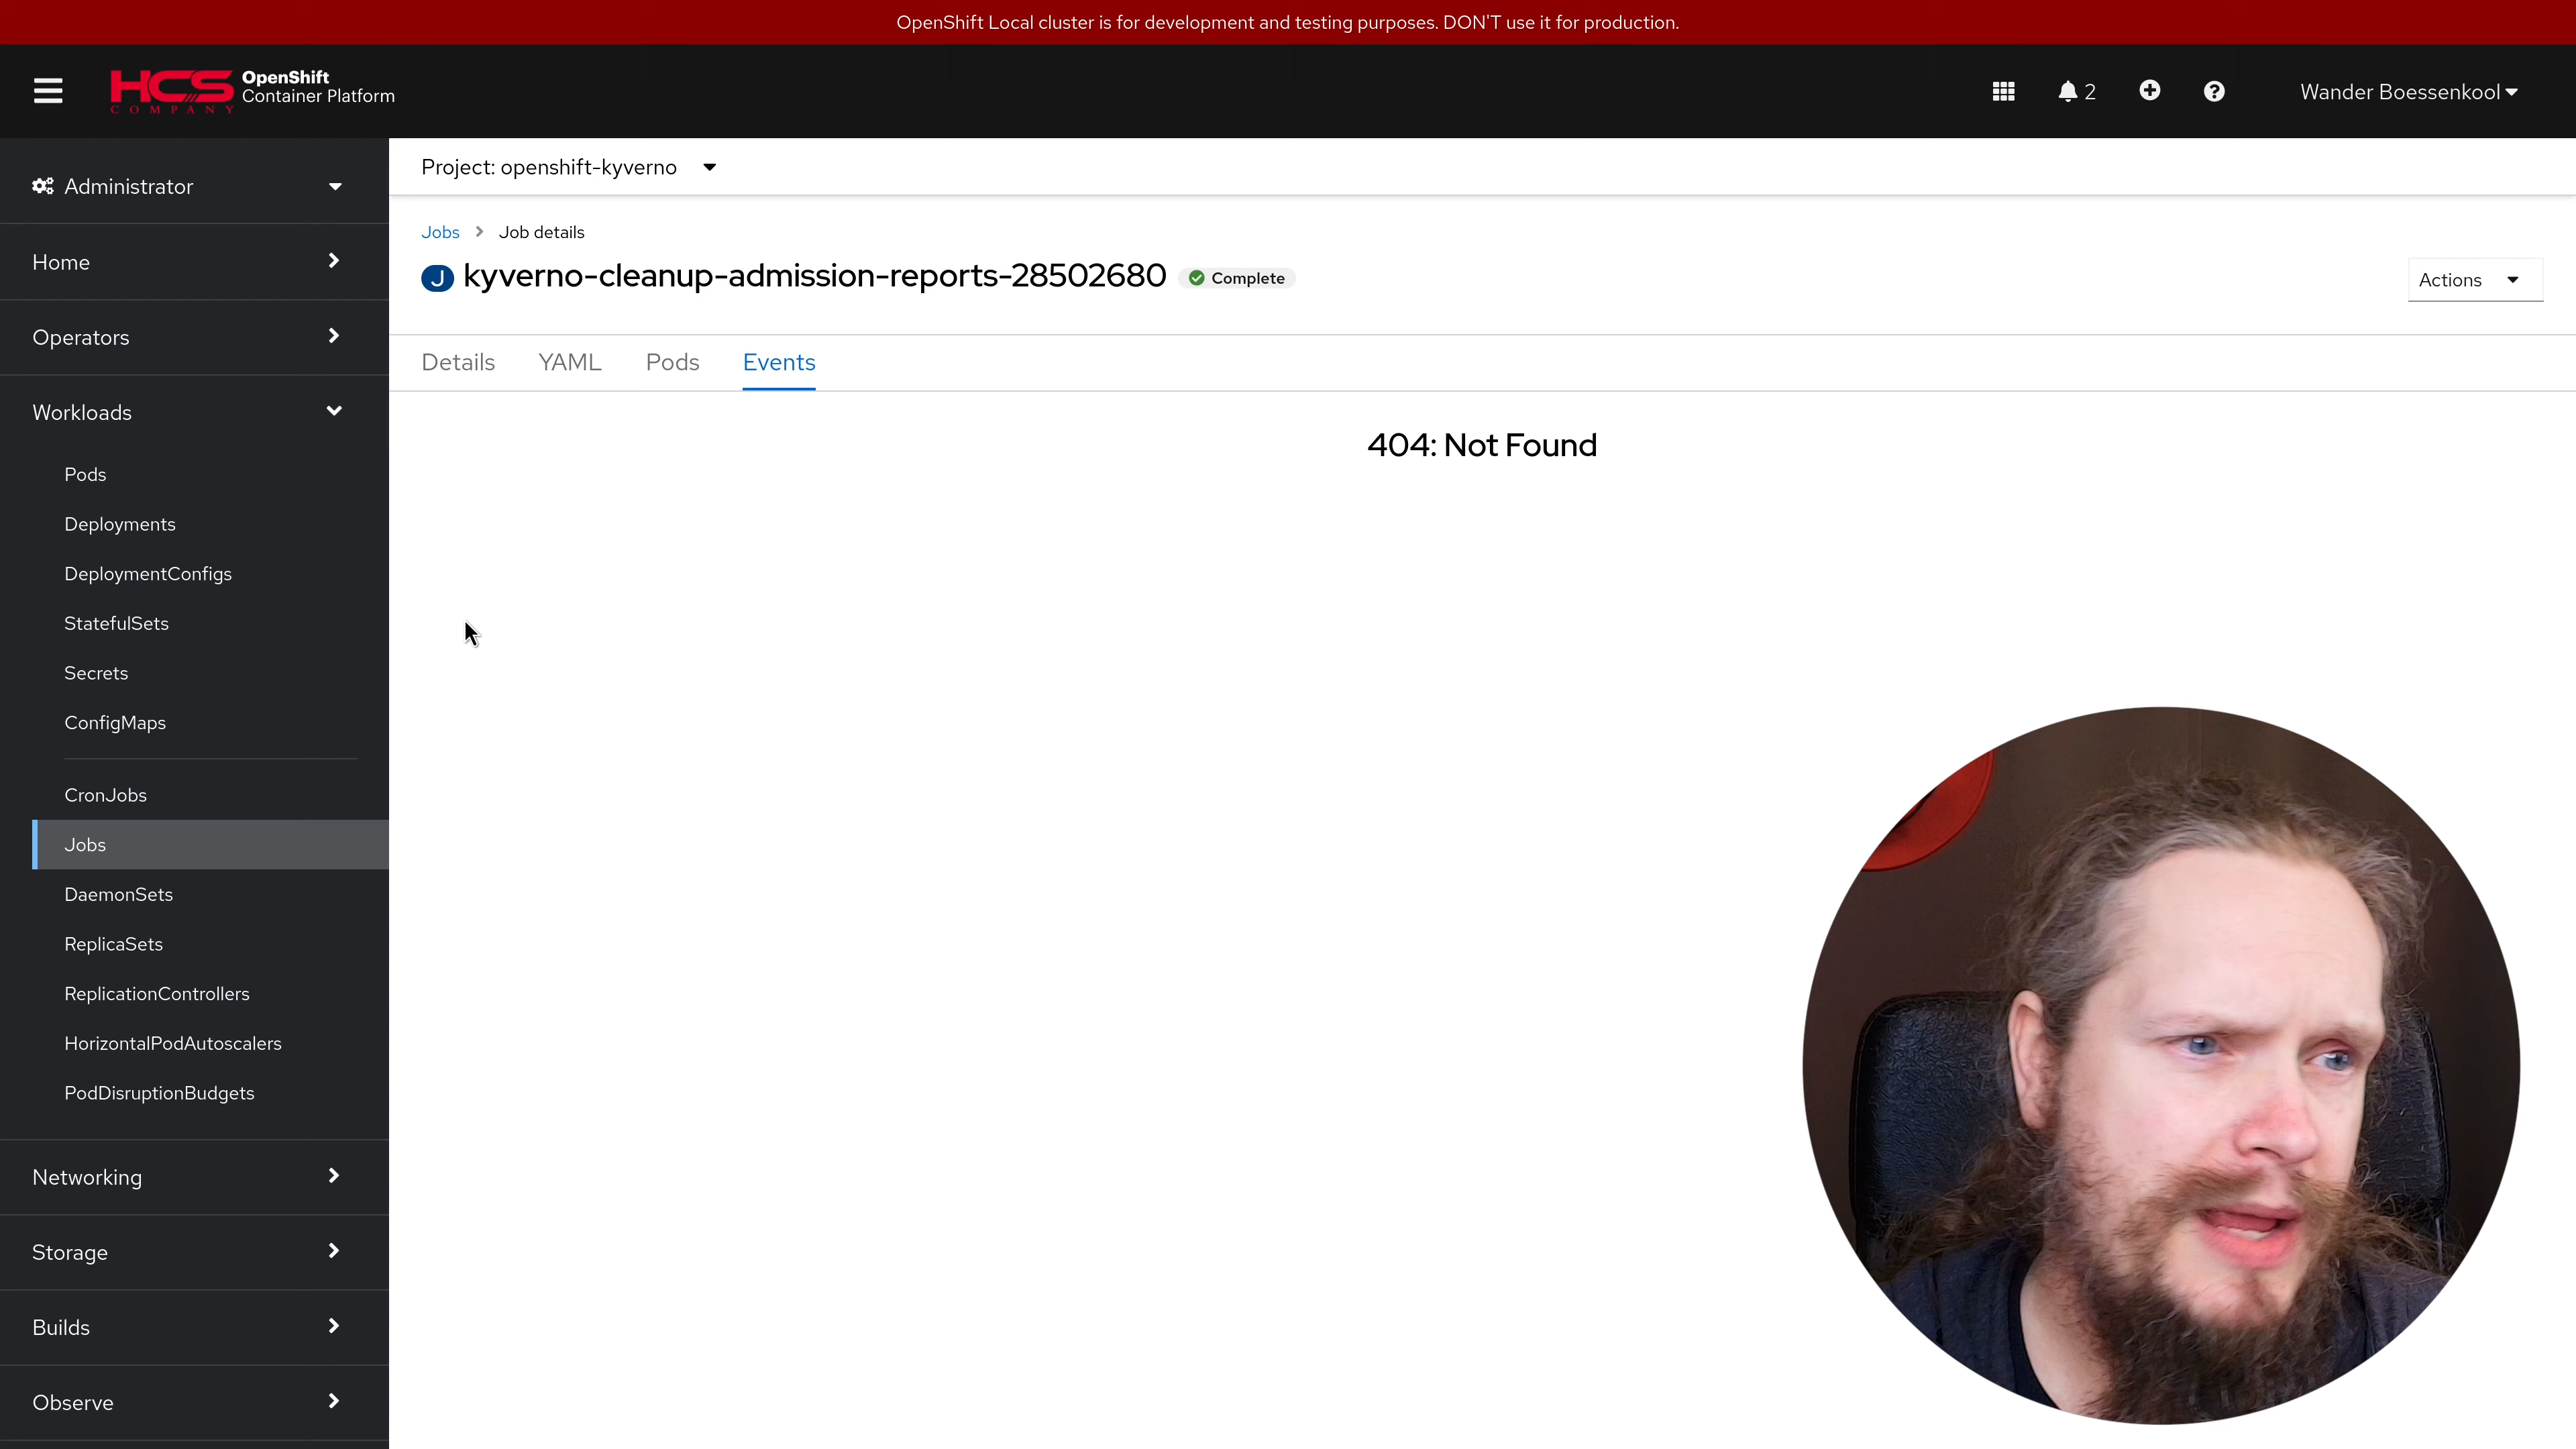 OpenShift Local cluster is for development and testing purposes. DON'T use it for production.
HCS
COMPANY
OpenShift
Container Platform
2
Wander Boessenkool
Administrator
Home
Operators
Workloads
Pods
Deployments
DeploymentConfigs
StatefulSets
Secrets
ConfigMaps
CronJobs
Jobs
DaemonSets
ReplicaSets
ReplicationControllers
HorizontalPodAutoscalers
PodDisruptionBudgets
Networking
Storage
Builds
Observe
Project: openshift-kyverno
Jobs > Job details
J kyverno-cleanup-admission-reports-28502680 Complete
Actions
Details YAML Pods Events
404: Not Found